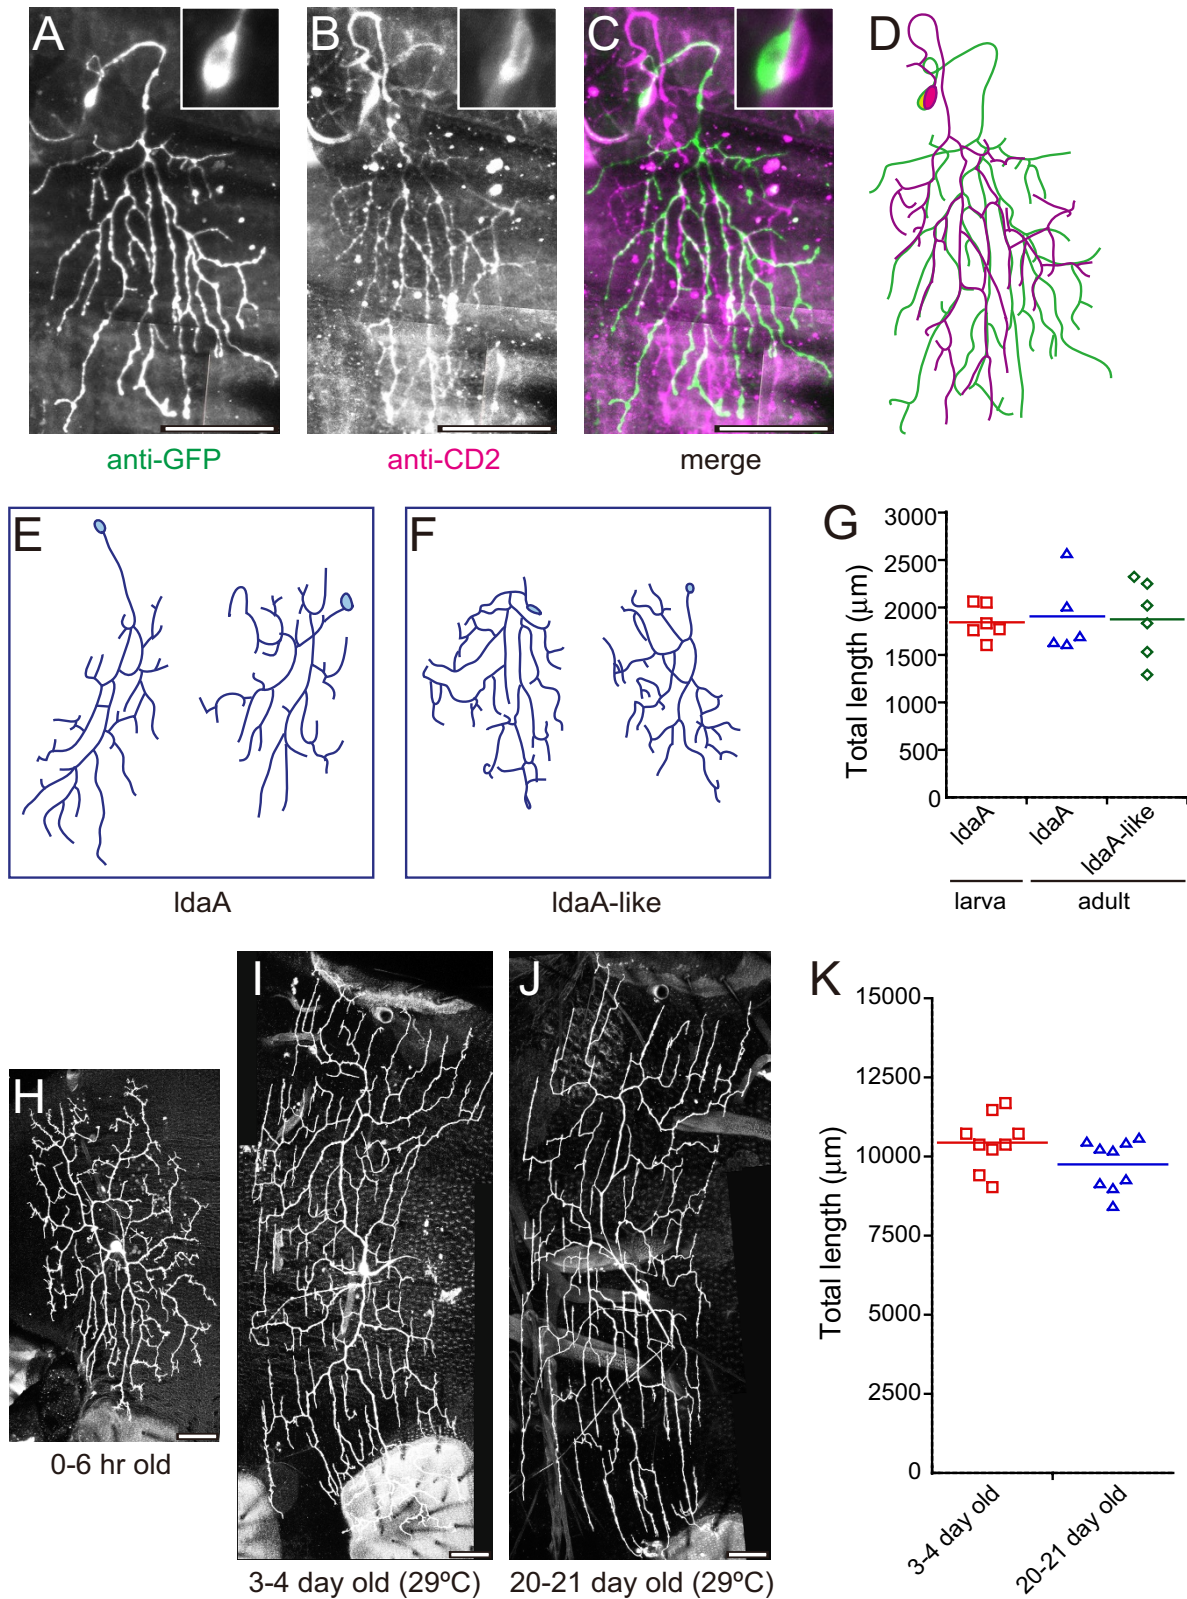 A
B
C
D
anti-GFP
anti-CD2
merge
E
F
ldaA
ldaA-like
G
Total length (μm)
3000
2500
2000
1500
1000
500
0
ldaA
ldaA
ldaA-like
larva
adult
H
0-6 hr old
I
3-4 day old (29ºC)
J
20-21 day old (29ºC)
K
Total length (μm)
15000
12500
10000
7500
5000
2500
0
3-4 day old
20-21 day old